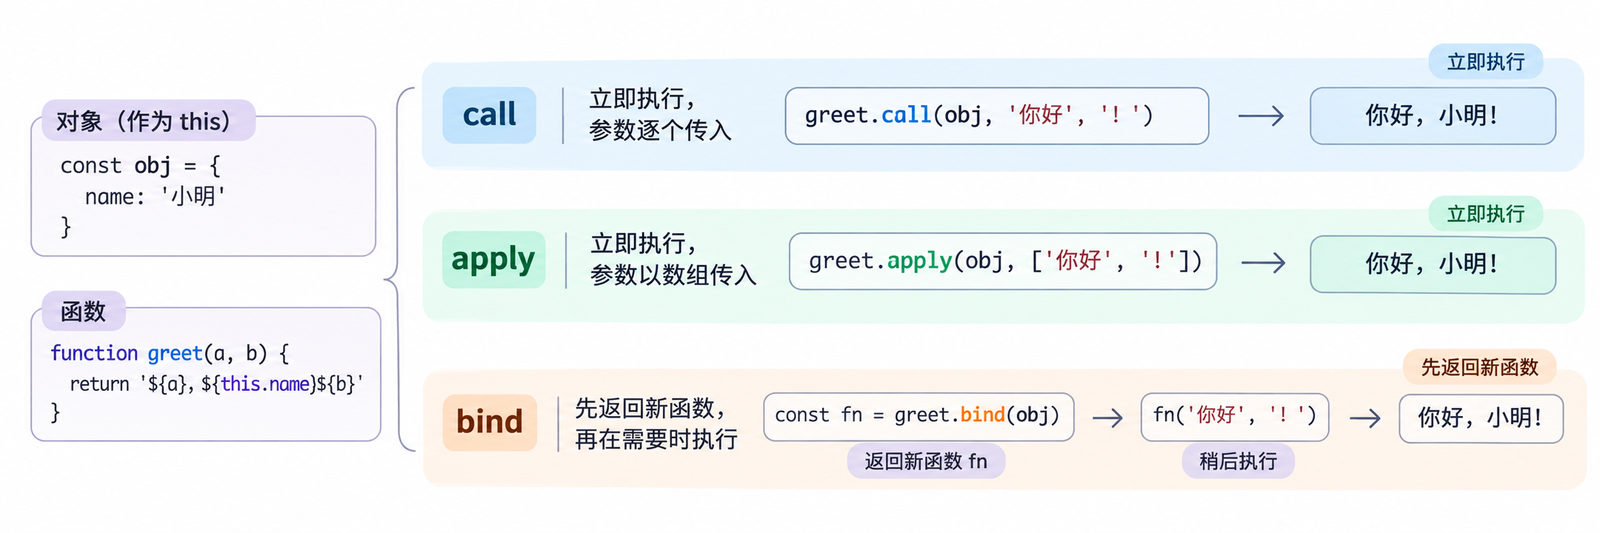 对象（作为 this）
const obj = {
name: '小明'
}
函数
function greet(a, b) {
return '${a}，${this.name}${b}'
}
立即执行
call
立即执行，
参数逐个传入
greet.call(obj, '你好', '！')
你好，小明！
立即执行
apply
立即执行，
参数以数组传入
greet.apply(obj, ['你好', '!'])
你好，小明！
先返回新函数
bind
先返回新函数，
再在需要时执行
const fn = greet.bind(obj)
返回新函数 fn
fn('你好', '！')
稍后执行
你好，小明！